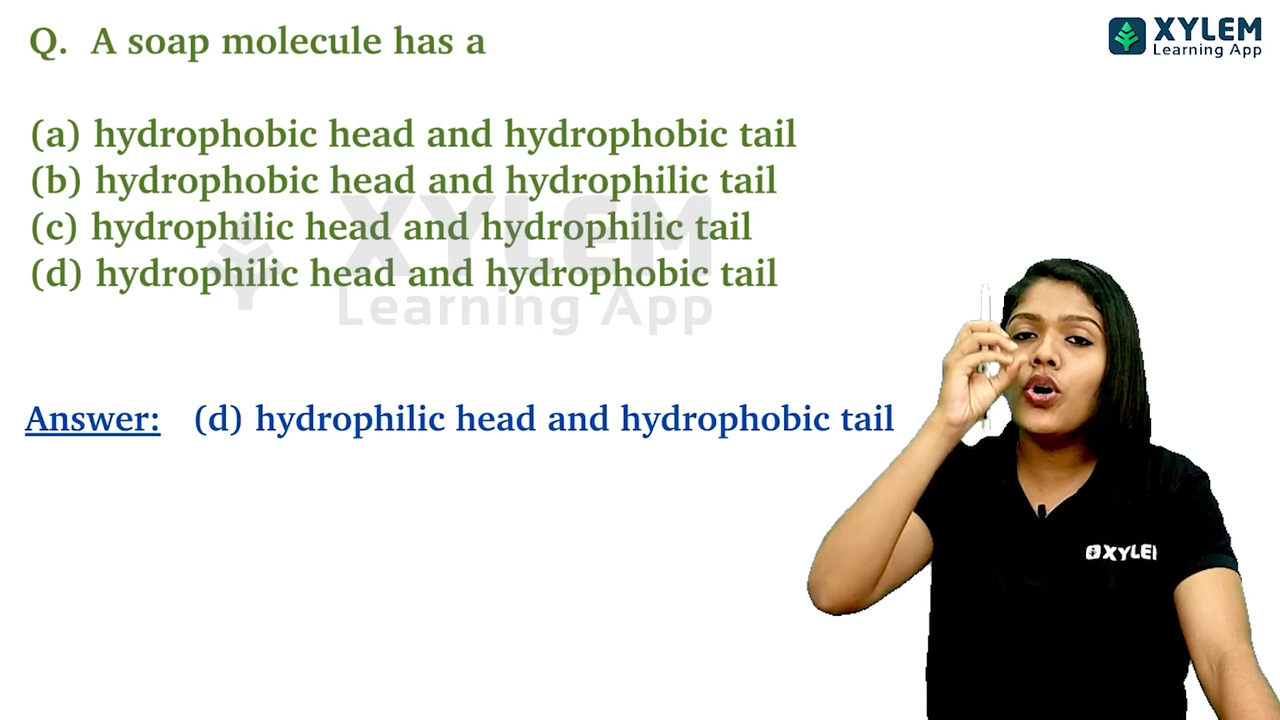 Q. A soap molecule has a
XYLEM
Learning App
(a) hydrophobic head and hydrophobic tail
(b) hydrophobic head and hydrophilic tail
(c) hydrophilic head and hydrophilic tail
(d) hydrophilic head and hydrophobic tail
XYLEM
Learning App
Answer: (d) hydrophilic head and hydrophobic tail
XYLEM